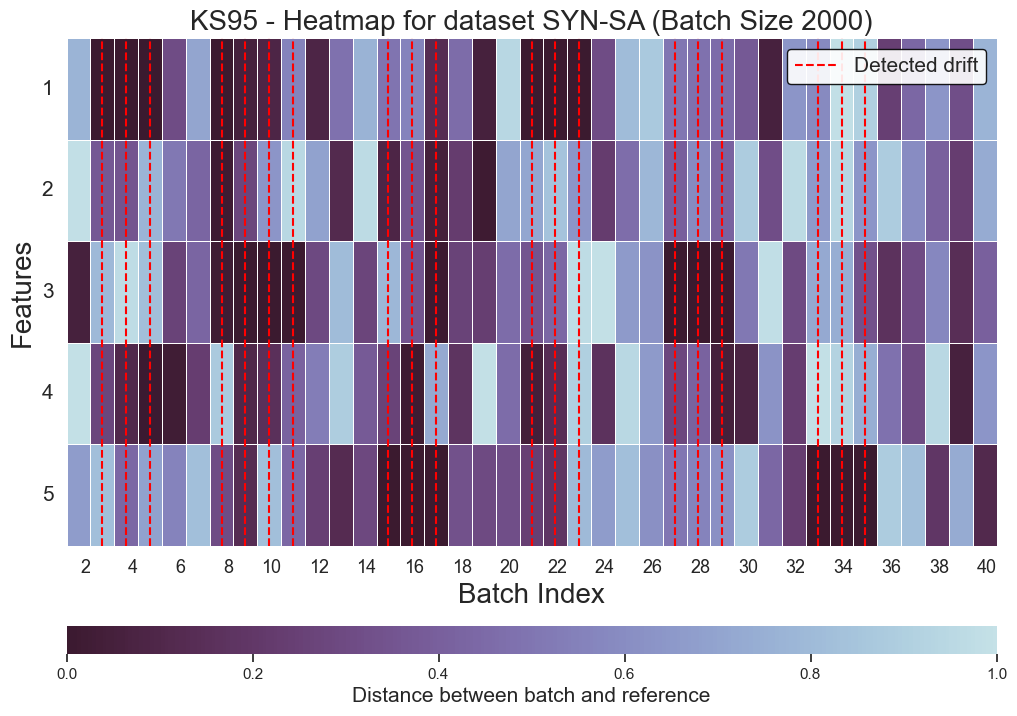 KS95 - Heatmap for dataset SYN-SA (Batch Size 2000)
Detected drift
Features
1
2
3
4
5
2 4 6 8 10 12 14 16 18 20 22 24 26 28 30 32 34 36 38 40
Batch Index
0.0 0.2 0.4 0.6 0.8 1.0
Distance between batch and reference